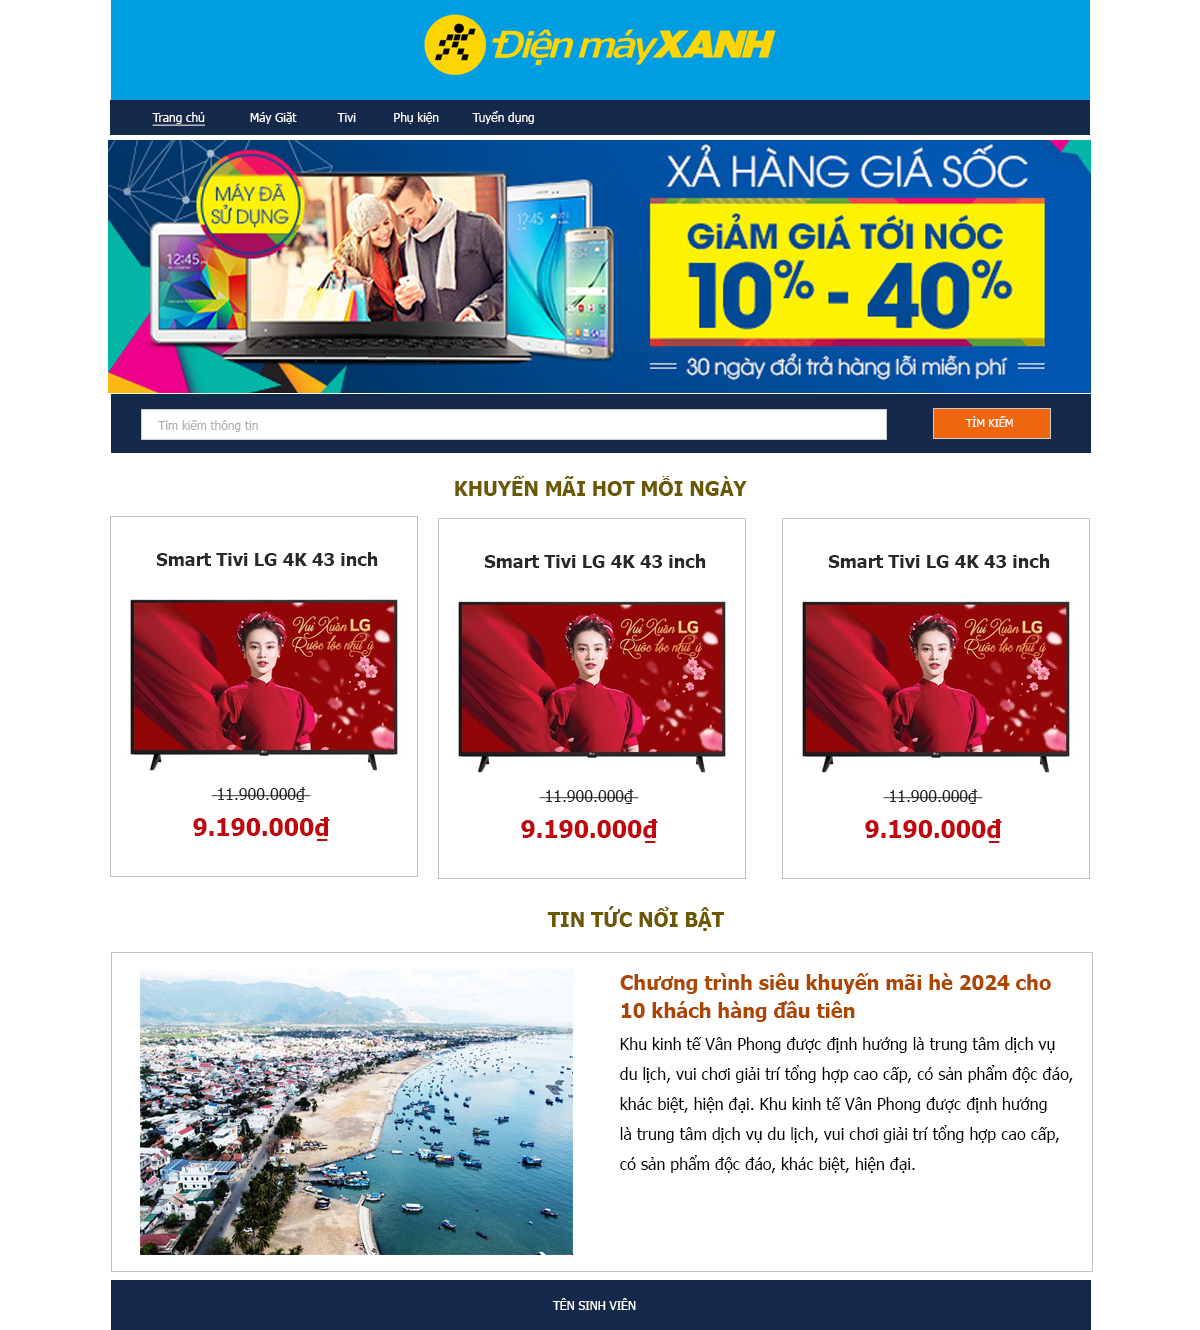 Điện máy XANH
Trang chủ Máy Giặt Tivi Phụ kiện Tuyển dụng
MÁY ĐÃ
SỬ DỤNG
12:45
12:45
XẢ HÀNG GIÁ SỐC
GiẢM GIÁ TỚI NÓC
10% - 40%
30 ngày đổi trả hàng lỗi miễn phí
Tìm kiếm thông tin
TÌM KIẾM
KHUYẾN MÃI HOT MỖI NGÀY
Smart Tivi LG 4K 43 inch
Vui Xuân LG
Rước lộc như ý
11.900.000₫
9.190.000₫
Smart Tivi LG 4K 43 inch
Vui Xuân LG
Rước lộc như ý
11.900.000₫
9.190.000₫
Smart Tivi LG 4K 43 inch
Vui Xuân LG
Rước lộc như ý
11.900.000₫
9.190.000₫
TIN TỨC NỔI BẬT
Chương trình siêu khuyến mãi hè 2024 cho
10 khách hàng đầu tiên
Khu kinh tế Vân Phong được định hướng là trung tâm dịch vụ
du lịch, vui chơi giải trí tổng hợp cao cấp, có sản phẩm độc đáo,
khác biệt, hiện đại. Khu kinh tế Vân Phong được định hướng
là trung tâm dịch vụ du lịch, vui chơi giải trí tổng hợp cao cấp,
có sản phẩm độc đáo, khác biệt, hiện đại.
TÊN SINH VIÊN